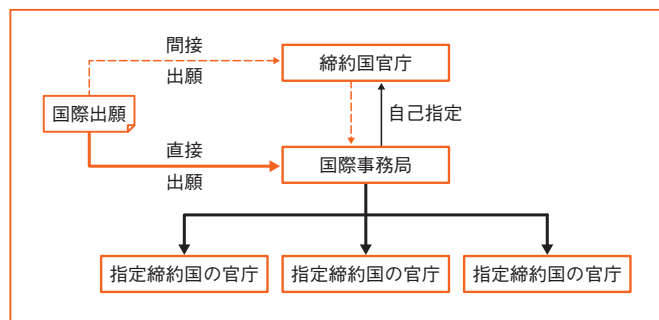 間接
出願
締約国官庁
国際出願
自己指定
直接
出願
国際事務局
指定締約国の官庁
指定締約国の官庁
指定締約国の官庁